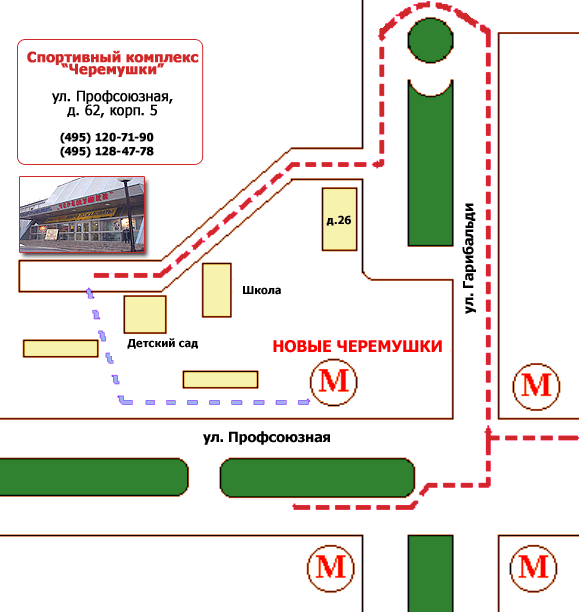 Спортивный комплекс
"Черемушки"
ул. Профсоюзная,
д. 62, корп. 5
(495) 120-71-90
(495) 128-47-78
ЧЕРЕМУШКИ
д.26
ул. Гарибальди
Школа
Детский сад
НОВЫЕ ЧЕРЕМУШКИ
М
М
ул. Профсоюзная
М
М